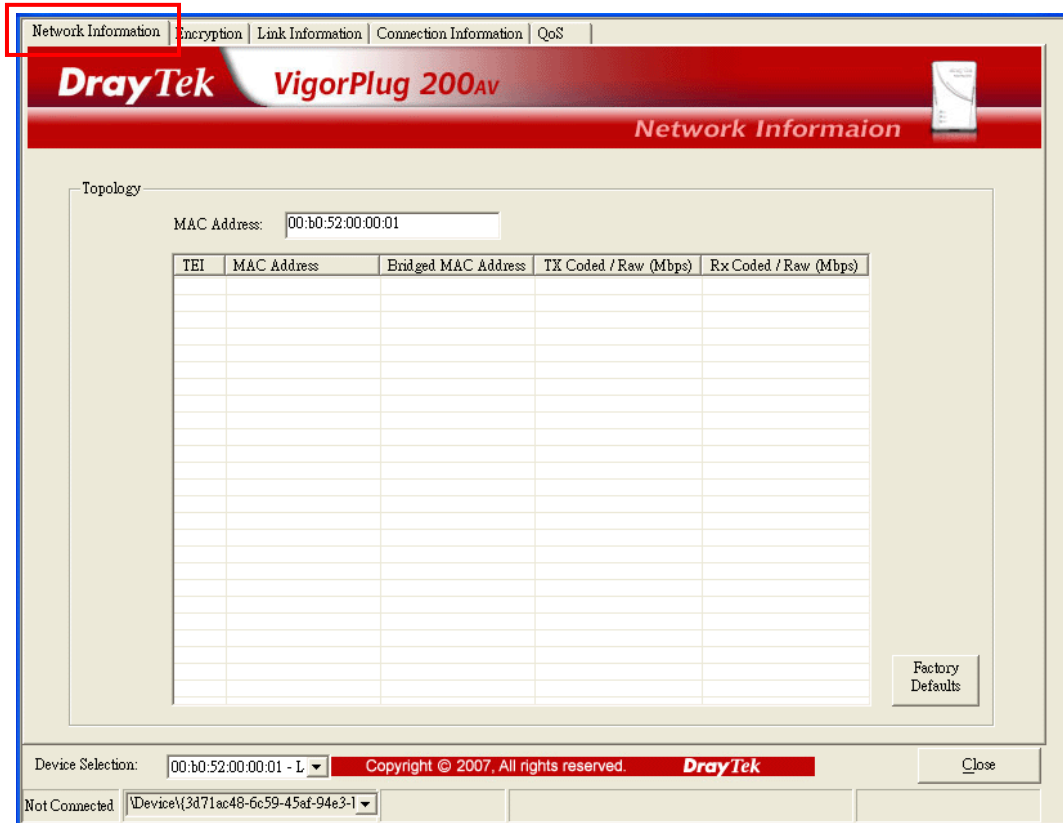 Network Information Encryption Link Information Connection Information QoS
DrayTek VigorPlug 200AV
Network Informaion
Topology
MAC Address: 00:b0:52:00:00:01
TEI MAC Address Bridged MAC Address TX Coded / Raw (Mbps) Rx Coded / Raw (Mbps)
Factory
Defaults
Device Selection: 00:b0:52:00:00:01 - L Copyright © 2007, All rights reserved. DrayTek Close
Not Connected \Device\{3d71ac48-6c59-45af-94e3-1